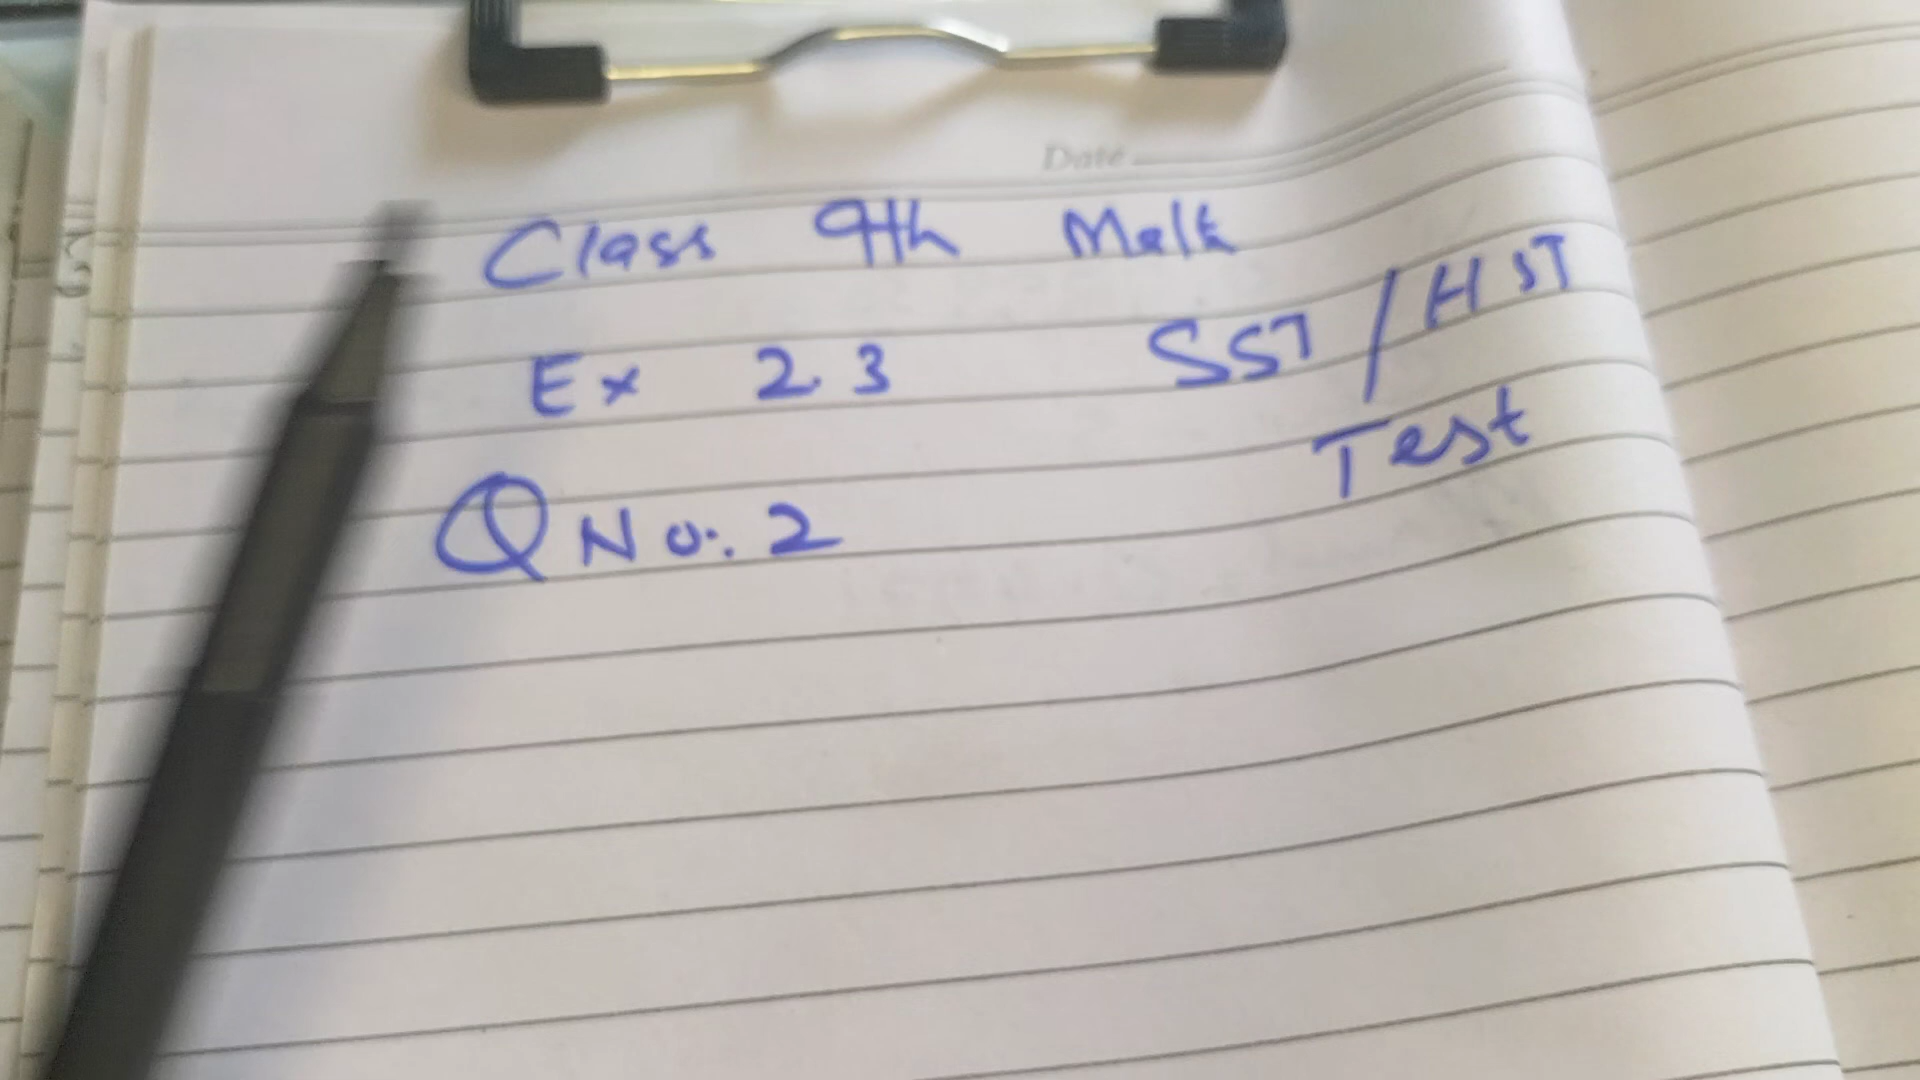 Date
Class 9th Math
Ex 2.3 SST / HST
Test
Q No. 2